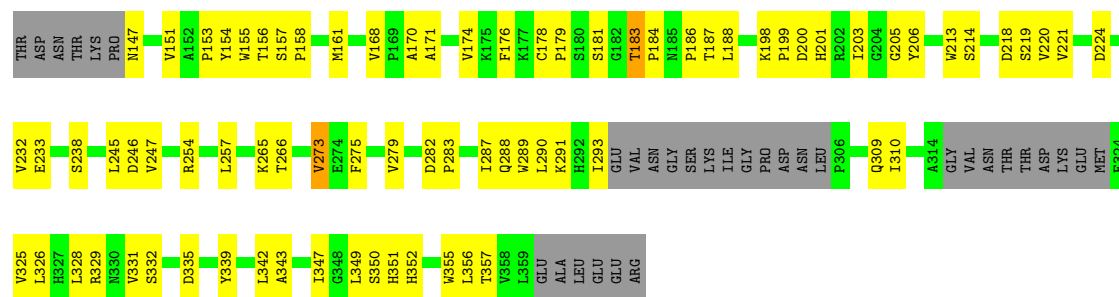 THR ASP ASN THR LYS PRO N147 V151 A152 P153 Y154 W155 T156 S157 P158 M161 V168 P169 A170 A171 V174 K175 F176 K177 C178 P179 S180 S181 G182 T183 P184 N185 P186 T187 L188 K198 P199 D200 H201 R202 I203 G204 G205 Y206 W213 S214 D218 S219 V220 V221 D224
V232 E233 S238 L245 D246 V247 R254 L257 K265 T266 V273 E274 F275 V279 D282 P283 I287 Q288 W289 L290 K291 H292 I293 GLU VAL ASN GLY SER LYS ILE GLY PRO ASP ASN LEU P306 Q309 I310 A314 GLY VAL ASN THR THR ASP LYS GLU MET
V325 L326 H327 L328 R329 N330 V331 S332 D335 Y339 L342 A343 I347 G348 L349 S350 H351 H352 W355 L356 T357 V358 L359 GLU ALA LEU GLU GLU ARG